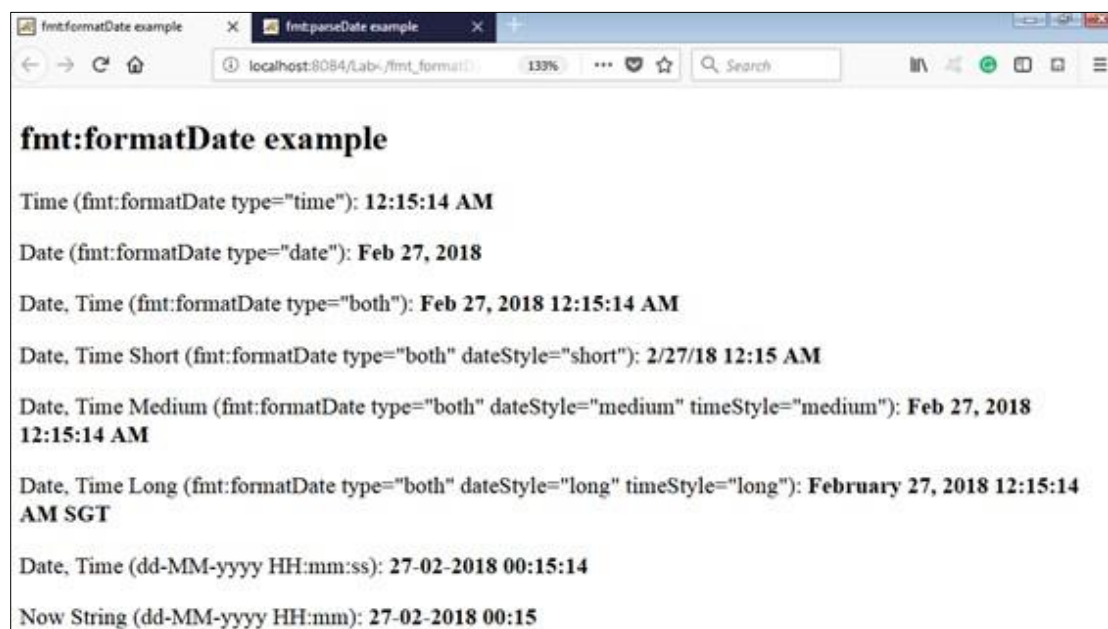 fmt:formatDate example
fmt:parseDate example
133%
Search
fmt:formatDate example
Time (fmt:formatDate type="time"): 12:15:14 AM
Date (fmt:formatDate type="date"): Feb 27, 2018
Date, Time (fmt:formatDate type="both"): Feb 27, 2018 12:15:14 AM
Date, Time Short (fmt:formatDate type="both" dateStyle="short"): 2/27/18 12:15 AM
Date, Time Medium (fmt:formatDate type="both" dateStyle="medium" timeStyle="medium"): Feb 27, 2018
12:15:14 AM
Date, Time Long (fmt:formatDate type="both" dateStyle="long" timeStyle="long"): February 27, 2018 12:15:14
AM SGT
Date, Time (dd-MM-yyyy HH:mm:ss): 27-02-2018 00:15:14
Now String (dd-MM-yyyy HH:mm): 27-02-2018 00:15